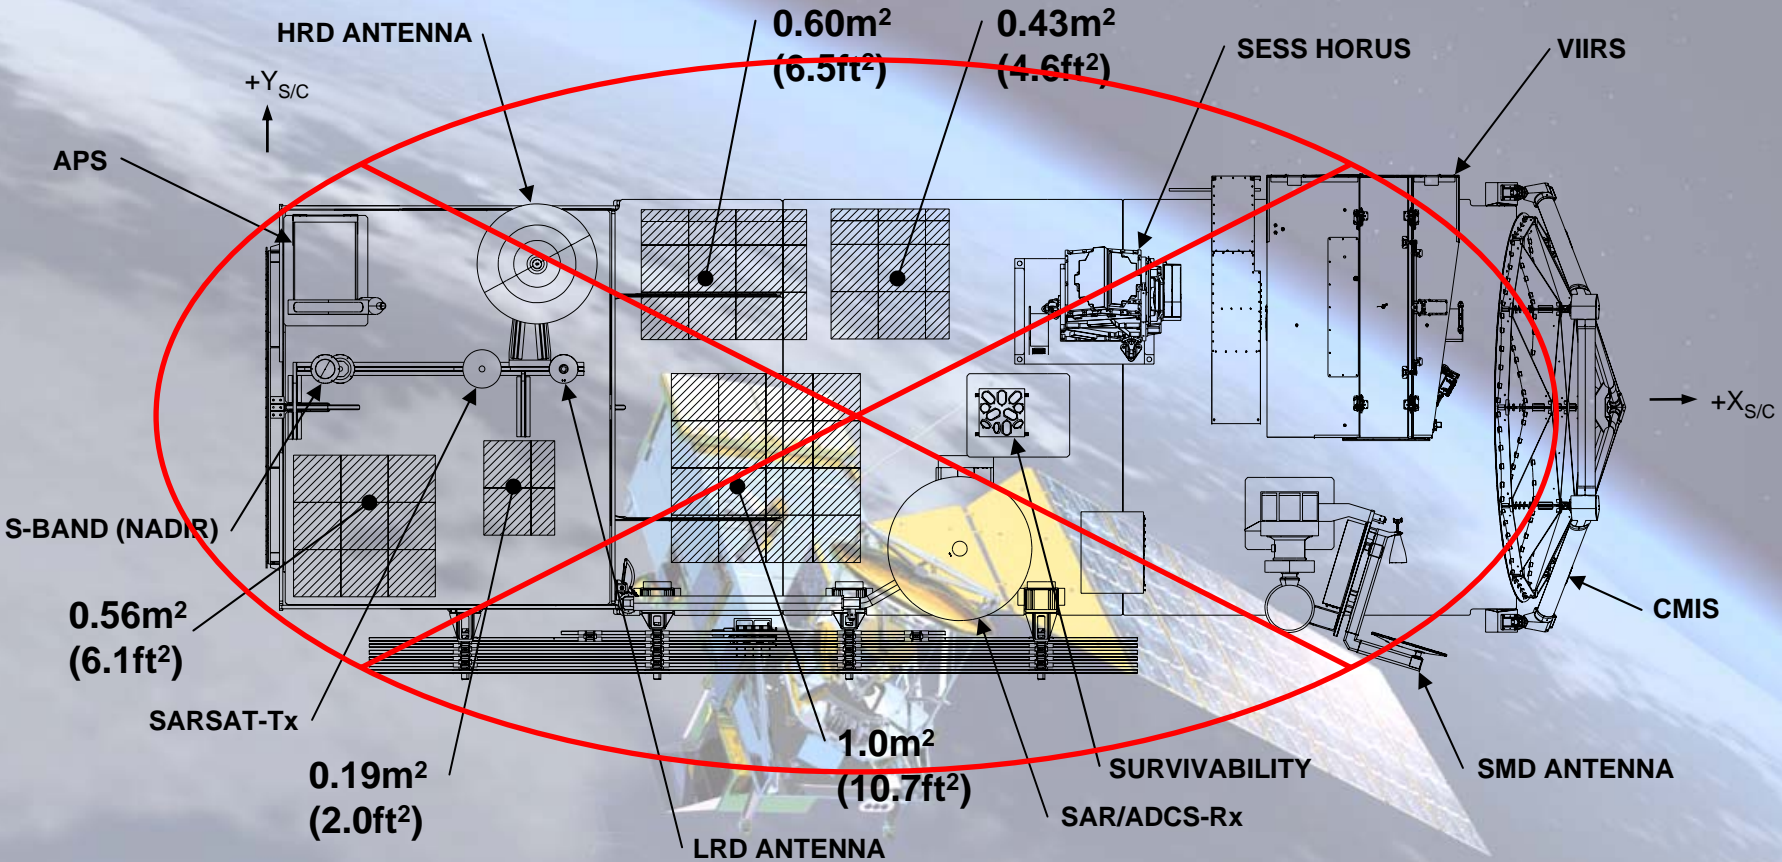 0.60m²
(6.5ft²)
0.43m²
(4.6ft²)
HRD ANTENNA
SESS HORUS
VIIRS
+Y S/C
APS
+X S/C
S-BAND (NADIR)
0.56m²
(6.1ft²)
CMIS
SARSAT-Tx
0.19m²
(2.0ft²)
1.0m²
(10.7ft²)
SURVIVABILITY
SMD ANTENNA
SAR/ADCS-Rx
LRD ANTENNA